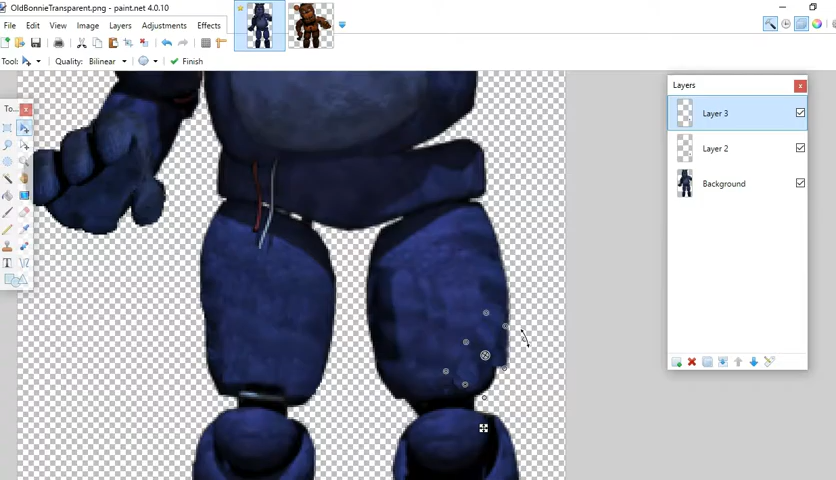 OldBonnieTransparent.png - paint.net 4.0.10
File Edit View Image Layers Adjustments Effects
Tool: Quality: Bilinear Finish
To...
Layers
Layer 3
Layer 2
Background